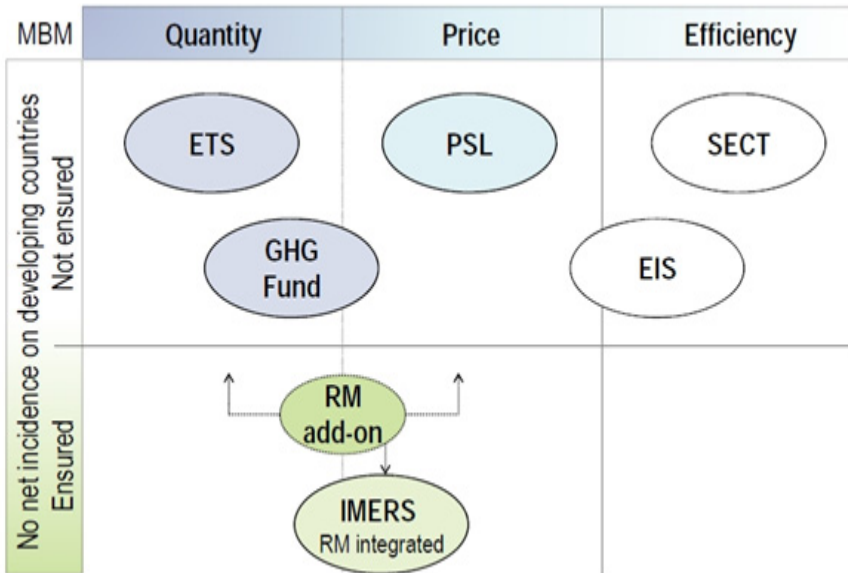 MBM Quantity Price Efficiency
No net incidence on developing countries
Not ensured
Ensured
ETS
PSL
SECT
GHG
Fund
EIS
RM
add-on
IMERS
RM integrated